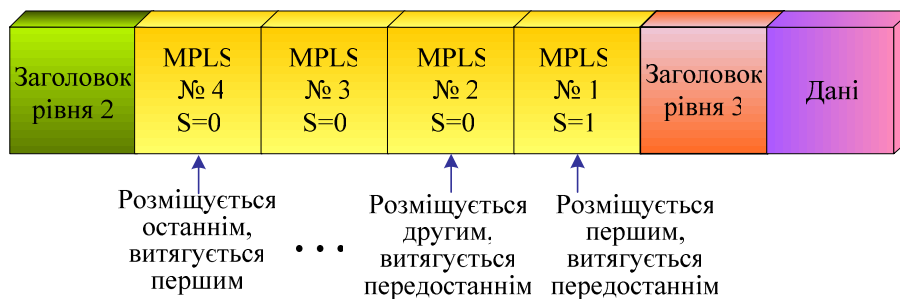 Заголовок
рівня 2
MPLS
№ 4
S=0
MPLS
№ 3
S=0
MPLS
№ 2
S=0
MPLS
№ 1
S=1
Заголовок
рівня 3
Дані
Розміщується
останнім,
витягується
першим
• • •
Розміщується
другим,
витягується
передостаннім
Розміщується
першим,
витягується
передостаннім